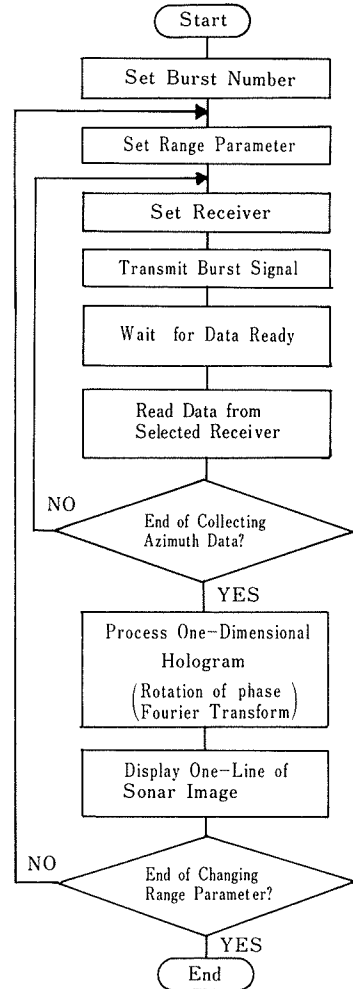 Start
Set Burst Number
Set Range Parameter
Set Receiver
Transmit Burst Signal
Wait for Data Ready
Read Data from
Selected Receiver
NO
End of Collecting
Azimuth Data?
YES
Process One-Dimensional
Hologram
(Rotation of phase
Fourier Transform)
Display One-Line of
Sonar Image
NO
End of Changing
Range Parameter?
YES
End